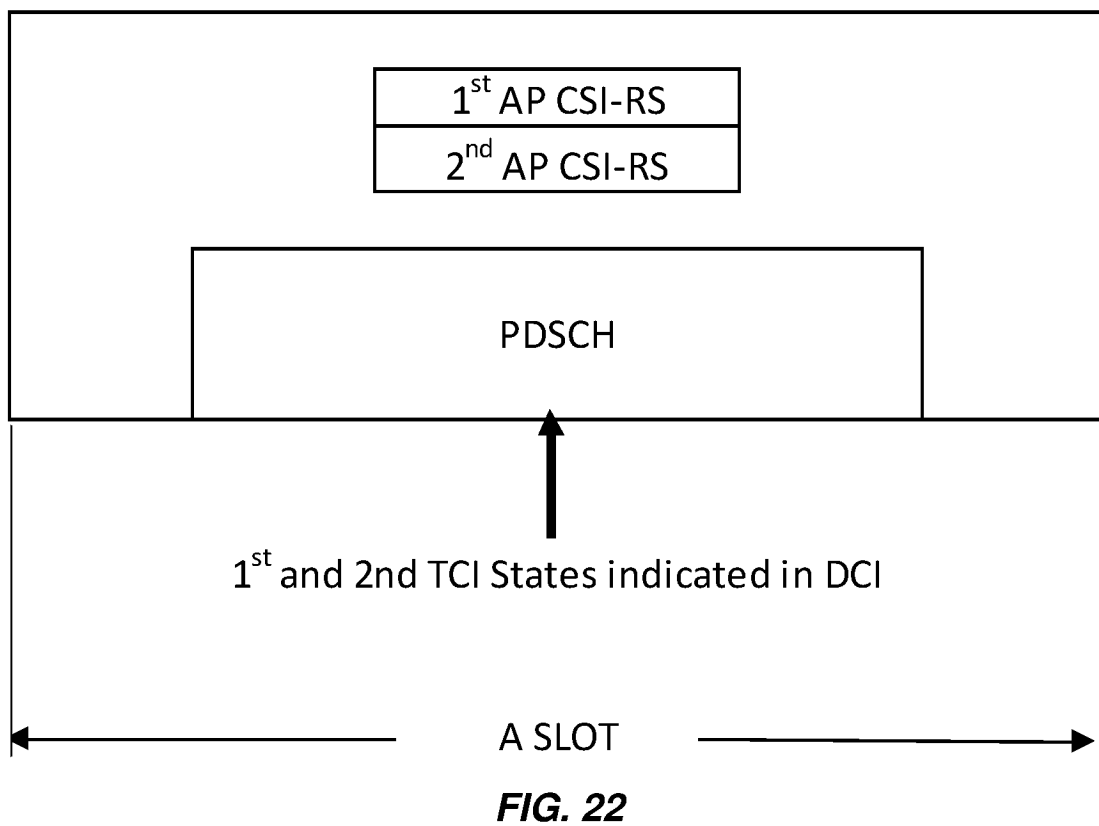 1st AP CSI-RS
2nd AP CSI-RS
PDSCH
1st and 2nd TCI States indicated in DCI
A SLOT
FIG. 22